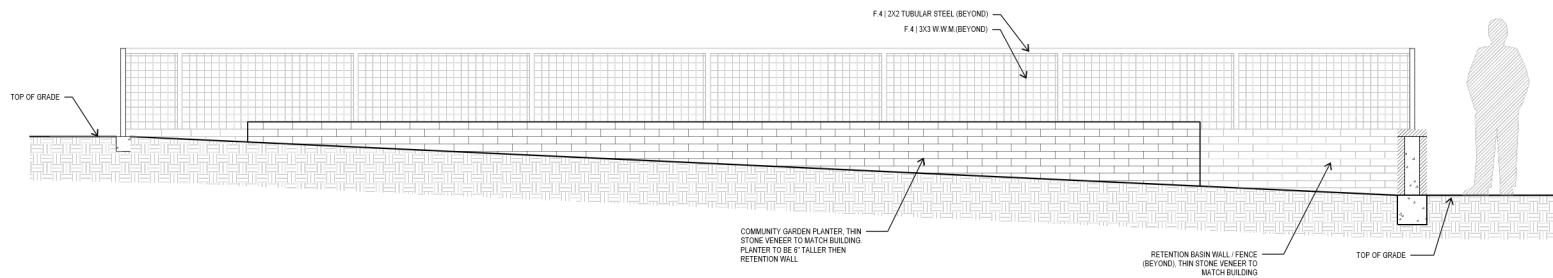 F.4 | 2X2 TUBULAR STEEL (BEYOND)
F.4 | 3X3 W.W.M.(BEYOND)
TOP OF GRADE
COMMUNITY GARDEN PLANTER, THIN
STONE VENEER TO MATCH BUILDING.
PLANTER TO BE 6" TALLER THEN
RETENTION WALL
RETENTION BASIN WALL / FENCE
(BEYOND), THIN STONE VENEER TO
MATCH BUILDING
TOP OF GRADE